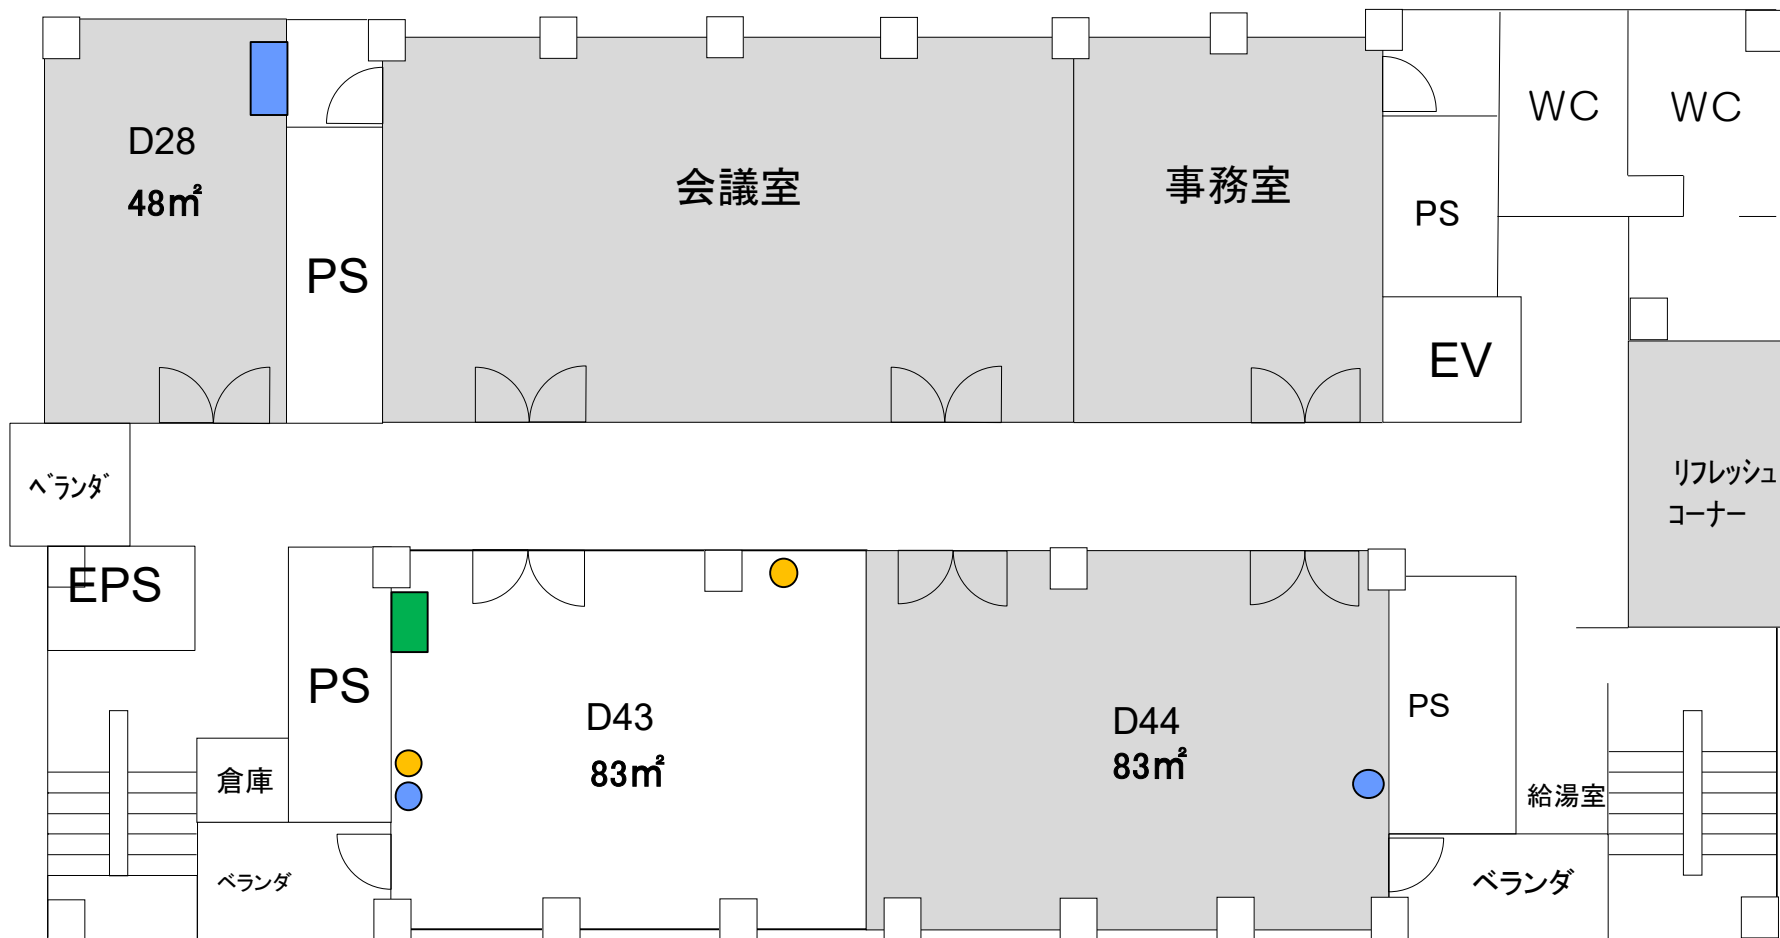 D28
48㎡
PS
会議室
事務室
WC
WC
PS
EV
ベランダ
リフレッシュ
コーナー
EPS
PS
D43
83㎡
D44
83㎡
PS
倉庫
給湯室
ベランダ
ベランダ